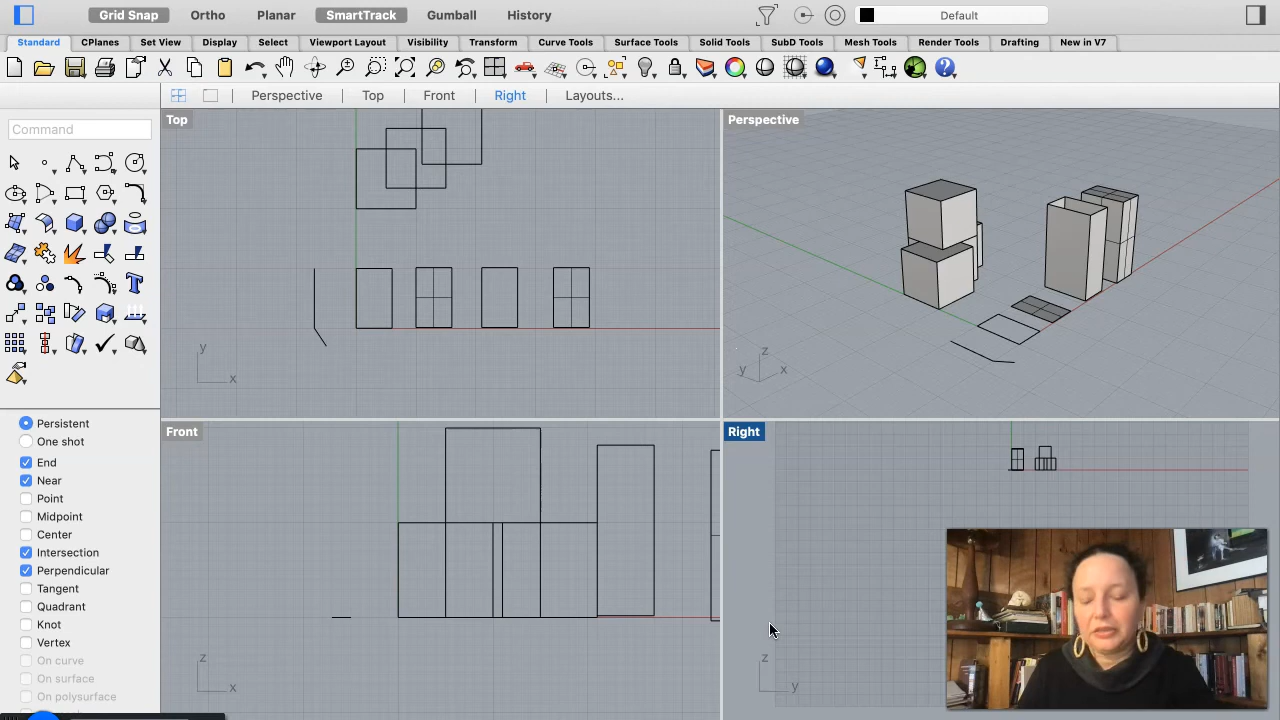 Grid Snap Ortho Planar SmartTrack Gumball History Default
Standard CPlanes Set View Display Select Viewport Layout Visibility Transform Curve Tools Surface Tools Solid Tools SubD Tools Mesh Tools Render Tools Drafting New in V7
Perspective Top Front Right Layouts...
Command
Top
y
x
Perspective
z
y
x
Front
z
x
Right
z
y
Persistent
One shot
End
Near
Point
Midpoint
Center
Intersection
Perpendicular
Tangent
Quadrant
Knot
Vertex
On curve
On surface
On polysurface